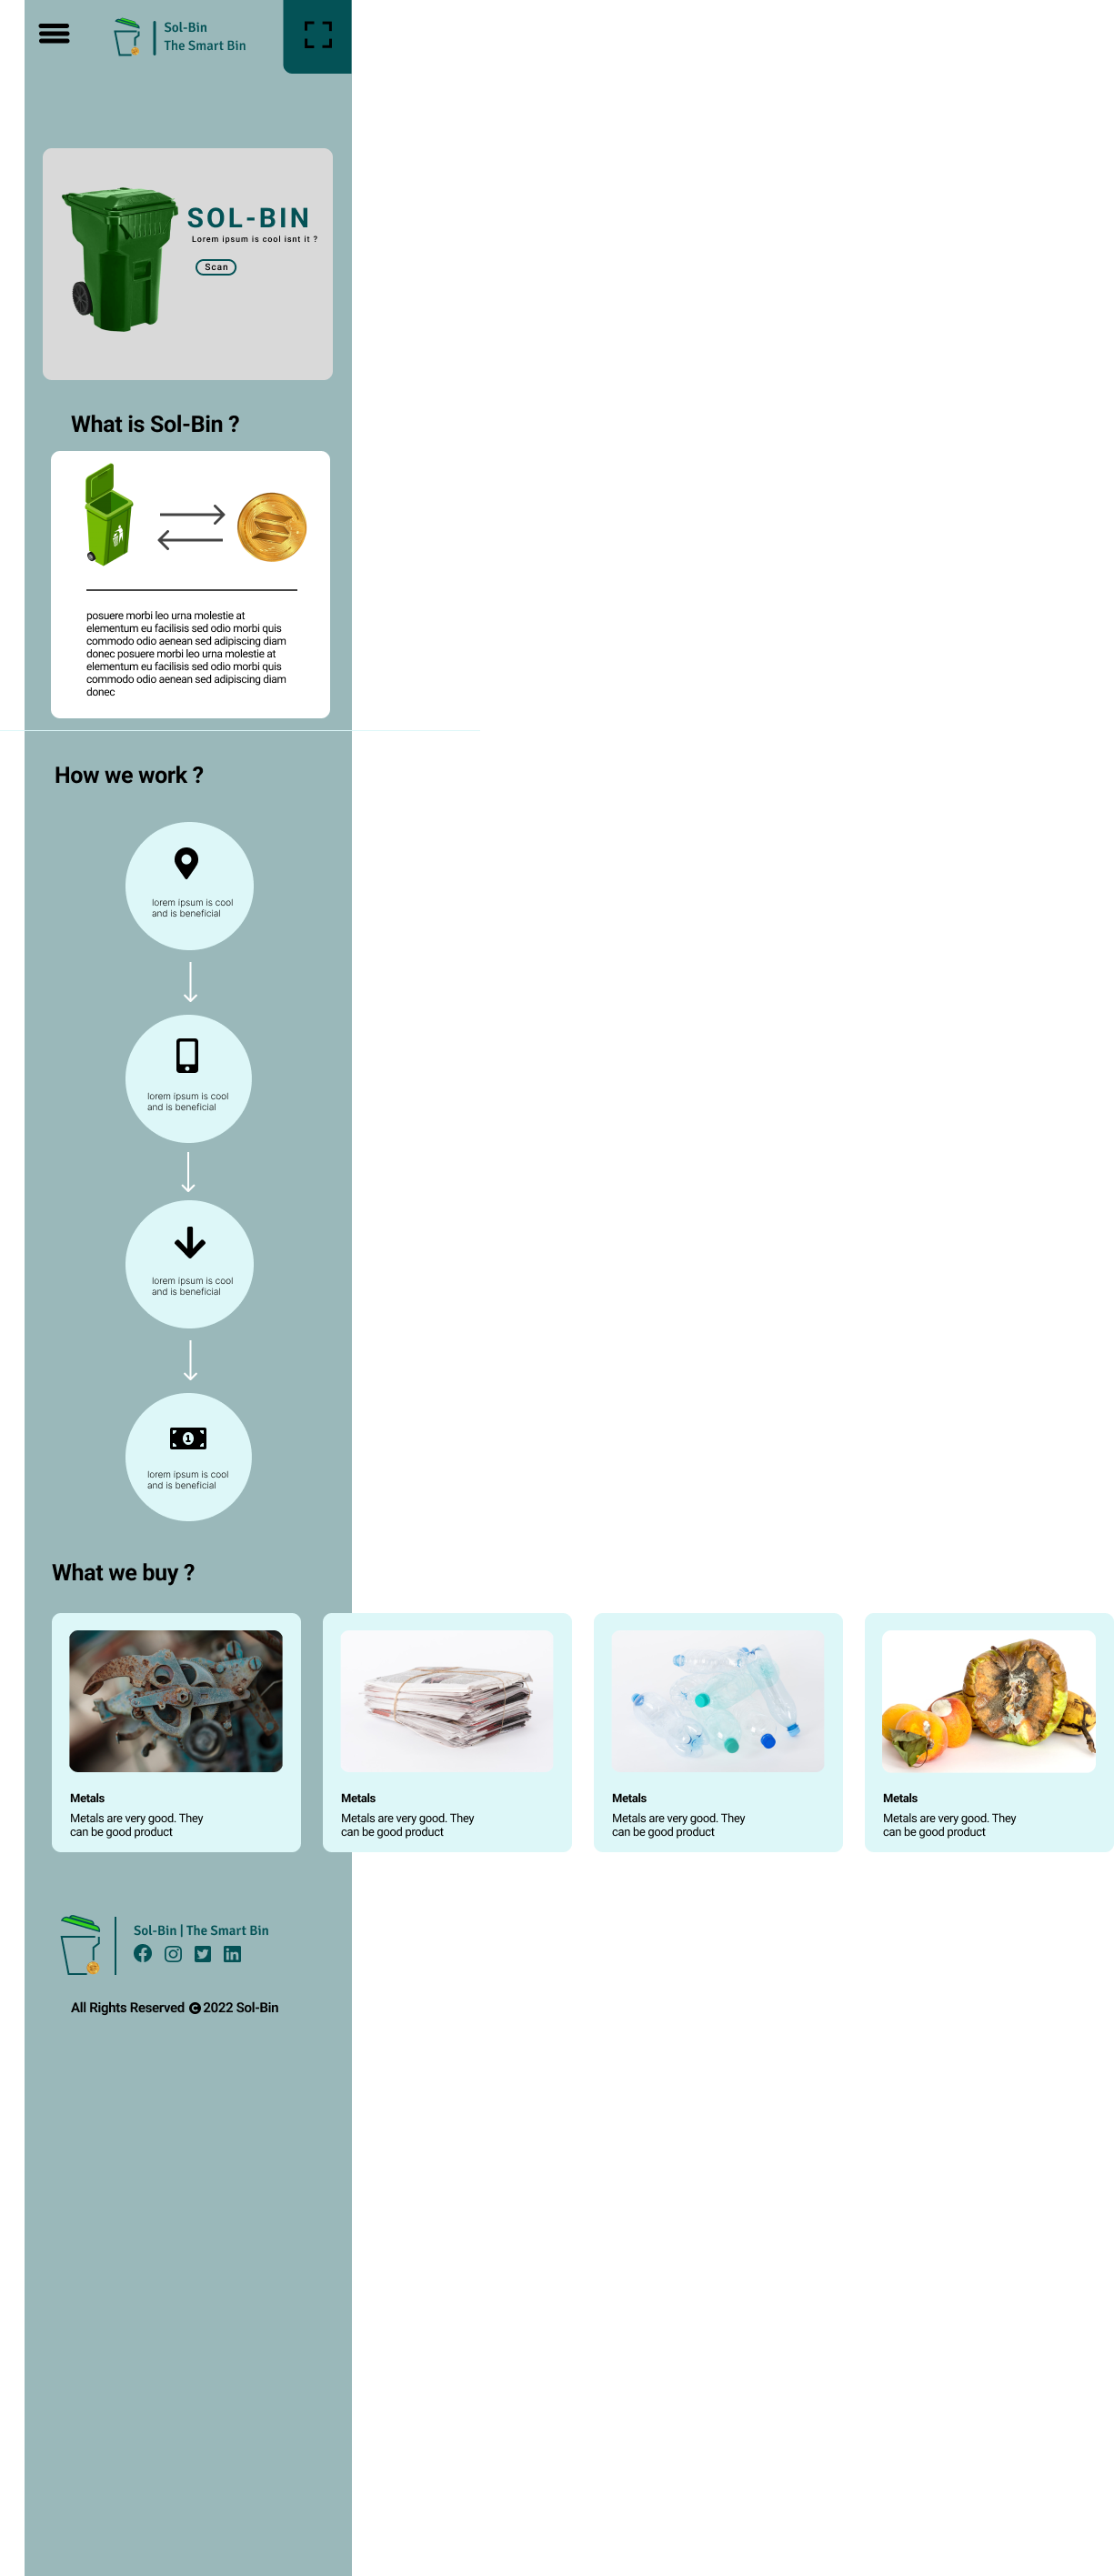 Sol-Bin
The Smart Bin
SOL-BIN
Lorem ipsum is cool isnt it ?
Scan
What is Sol-Bin ?
posuere morbi leo urna molestie at
elementum eu facilisis sed odio morbi quis
commodo odio aenean sed adipiscing diam
donec posuere morbi leo urna molestie at
elementum eu facilisis sed odio morbi quis
commodo odio aenean sed adipiscing diam
donec
How we work ?
lorem ipsum is cool
and is beneficial
lorem ipsum is cool
and is beneficial
lorem ipsum is cool
and is beneficial
1
lorem ipsum is cool
and is beneficial
What we buy ?
Metals
Metals are very good. They
can be good product
Metals
Metals are very good. They
can be good product
Metals
Metals are very good. They
can be good product
Metals
Metals are very good. They
can be good product
Sol-Bin | The Smart Bin
All Rights Reserved © 2022 Sol-Bin